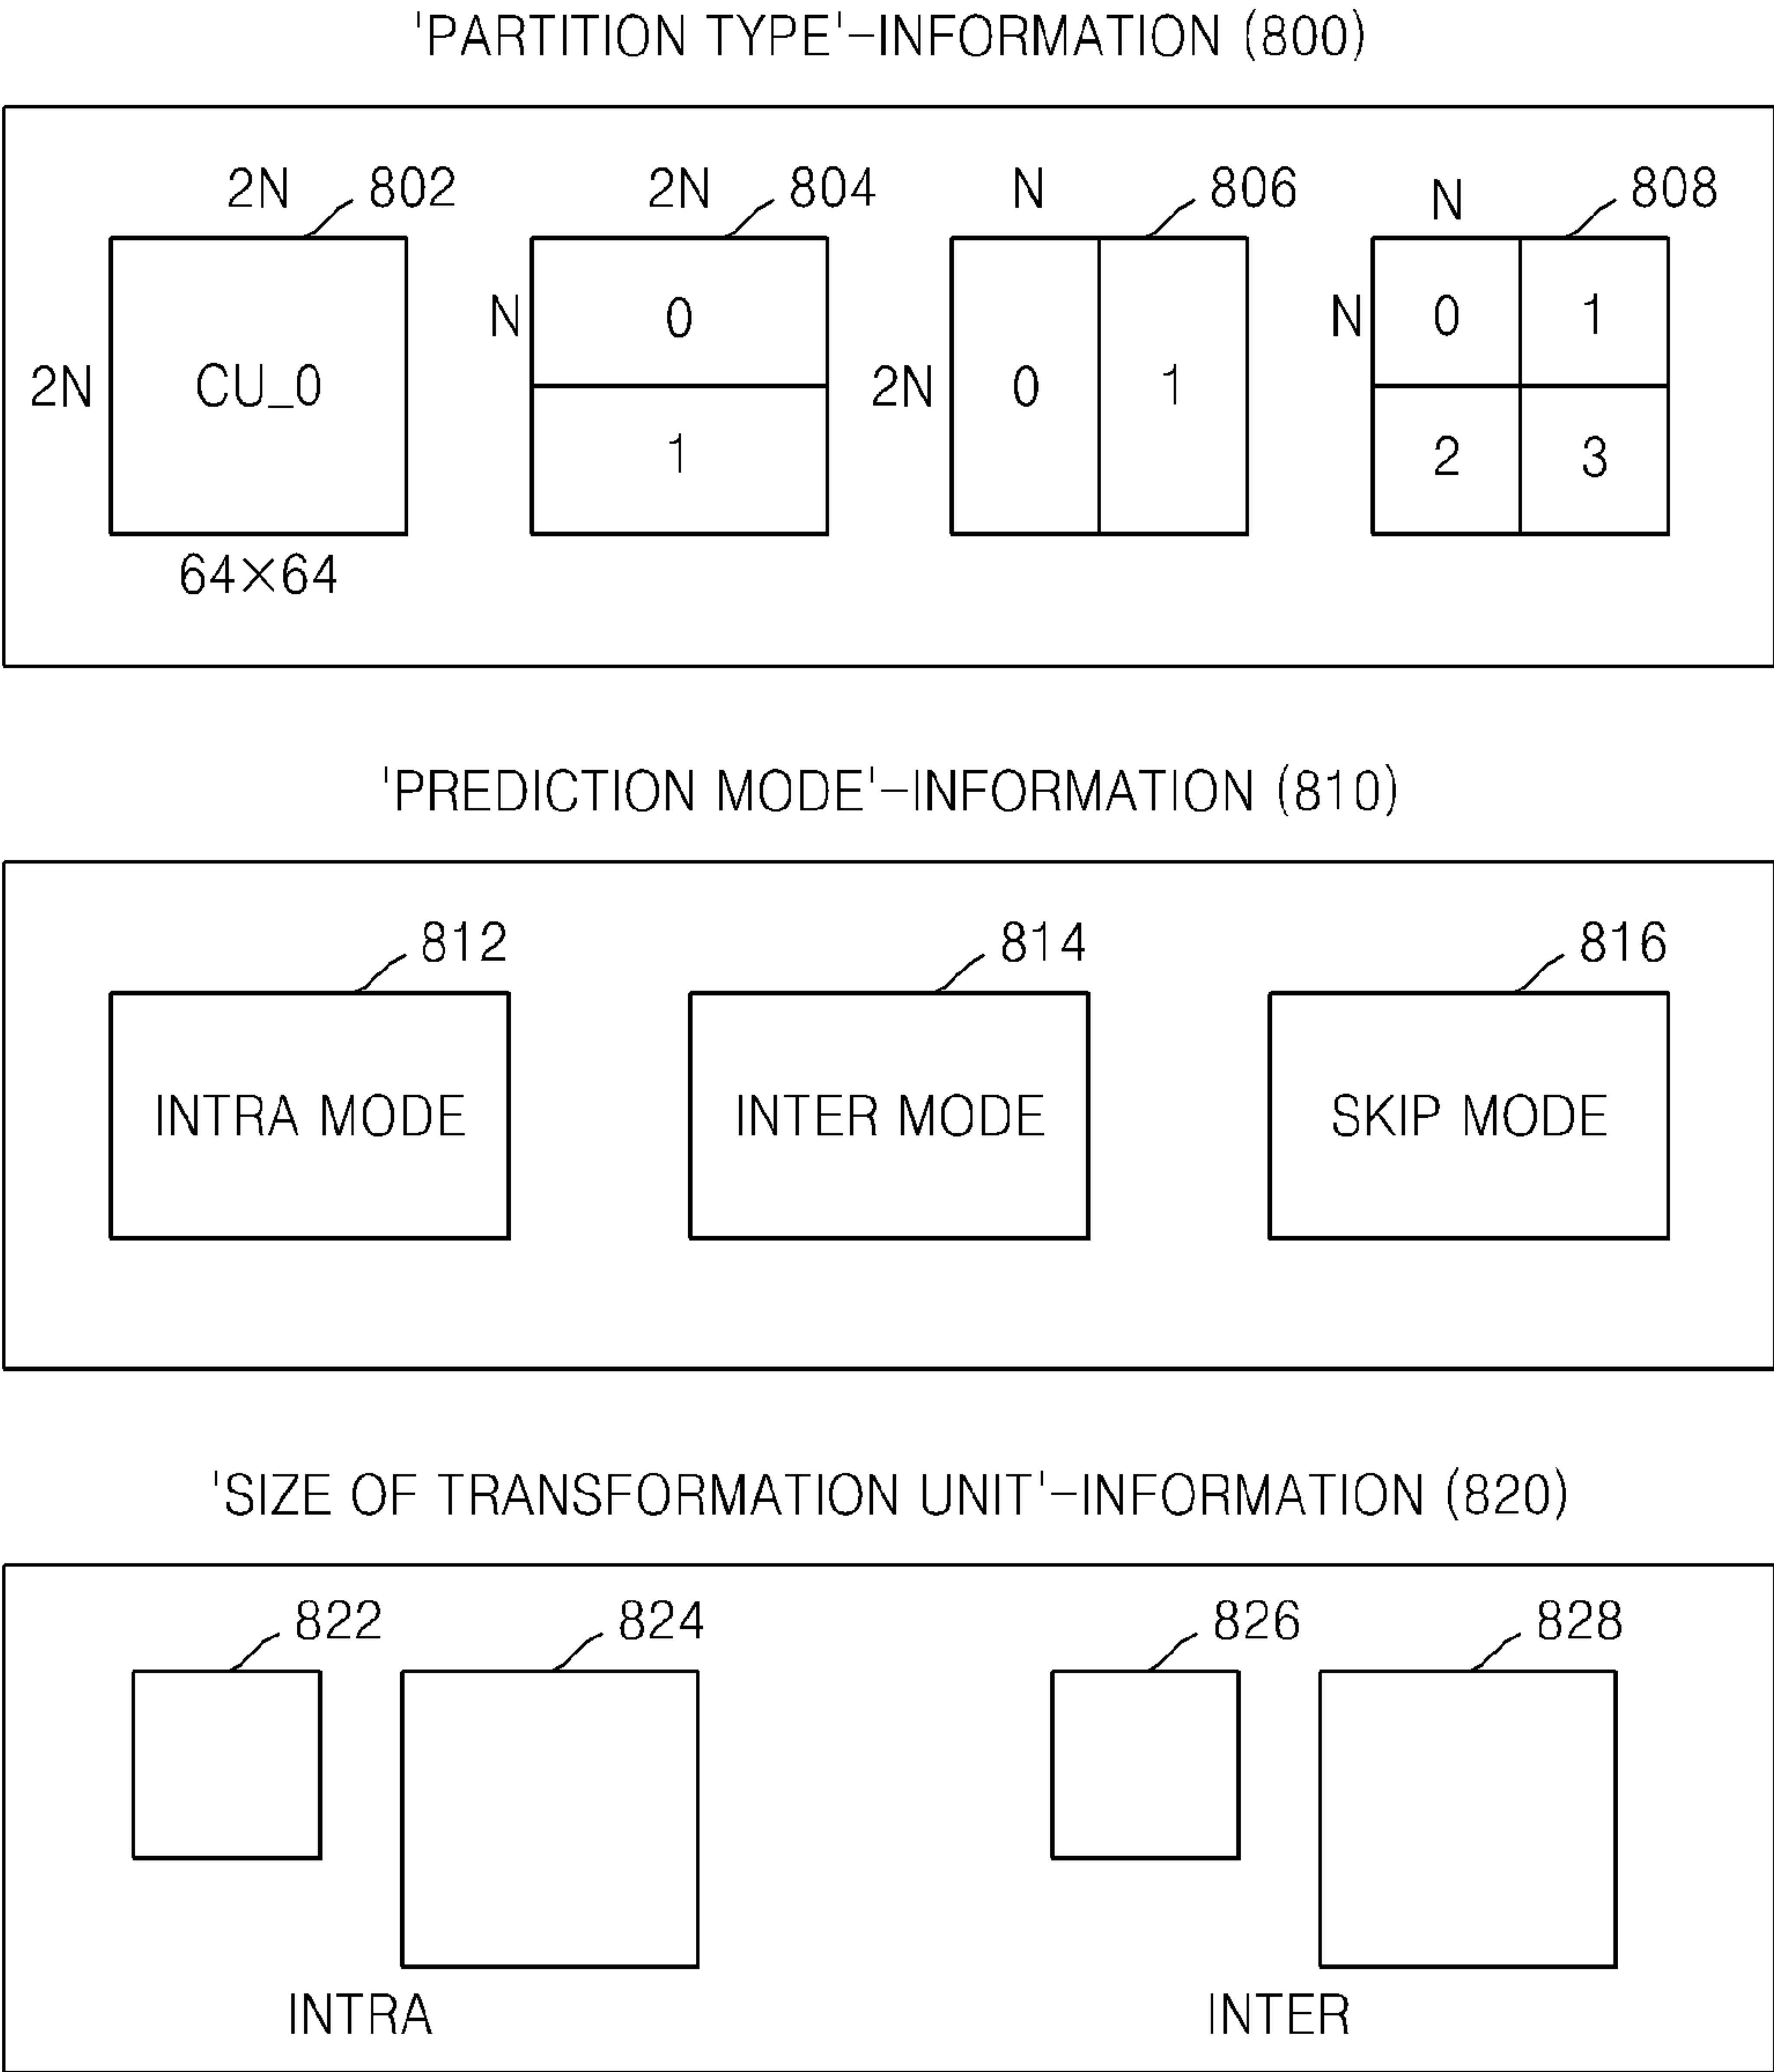 'PARTITION TYPE'-INFORMATION (800)
2N 802 2N 804 N 806 N 808
N 0 N 0 1
2N CU_0 2N 0 1
1 2 3
64×64
'PREDICTION MODE'-INFORMATION (810)
812 814 816
INTRA MODE INTER MODE SKIP MODE
'SIZE OF TRANSFORMATION UNIT'-INFORMATION (820)
822 824 826 828
INTRA INTER